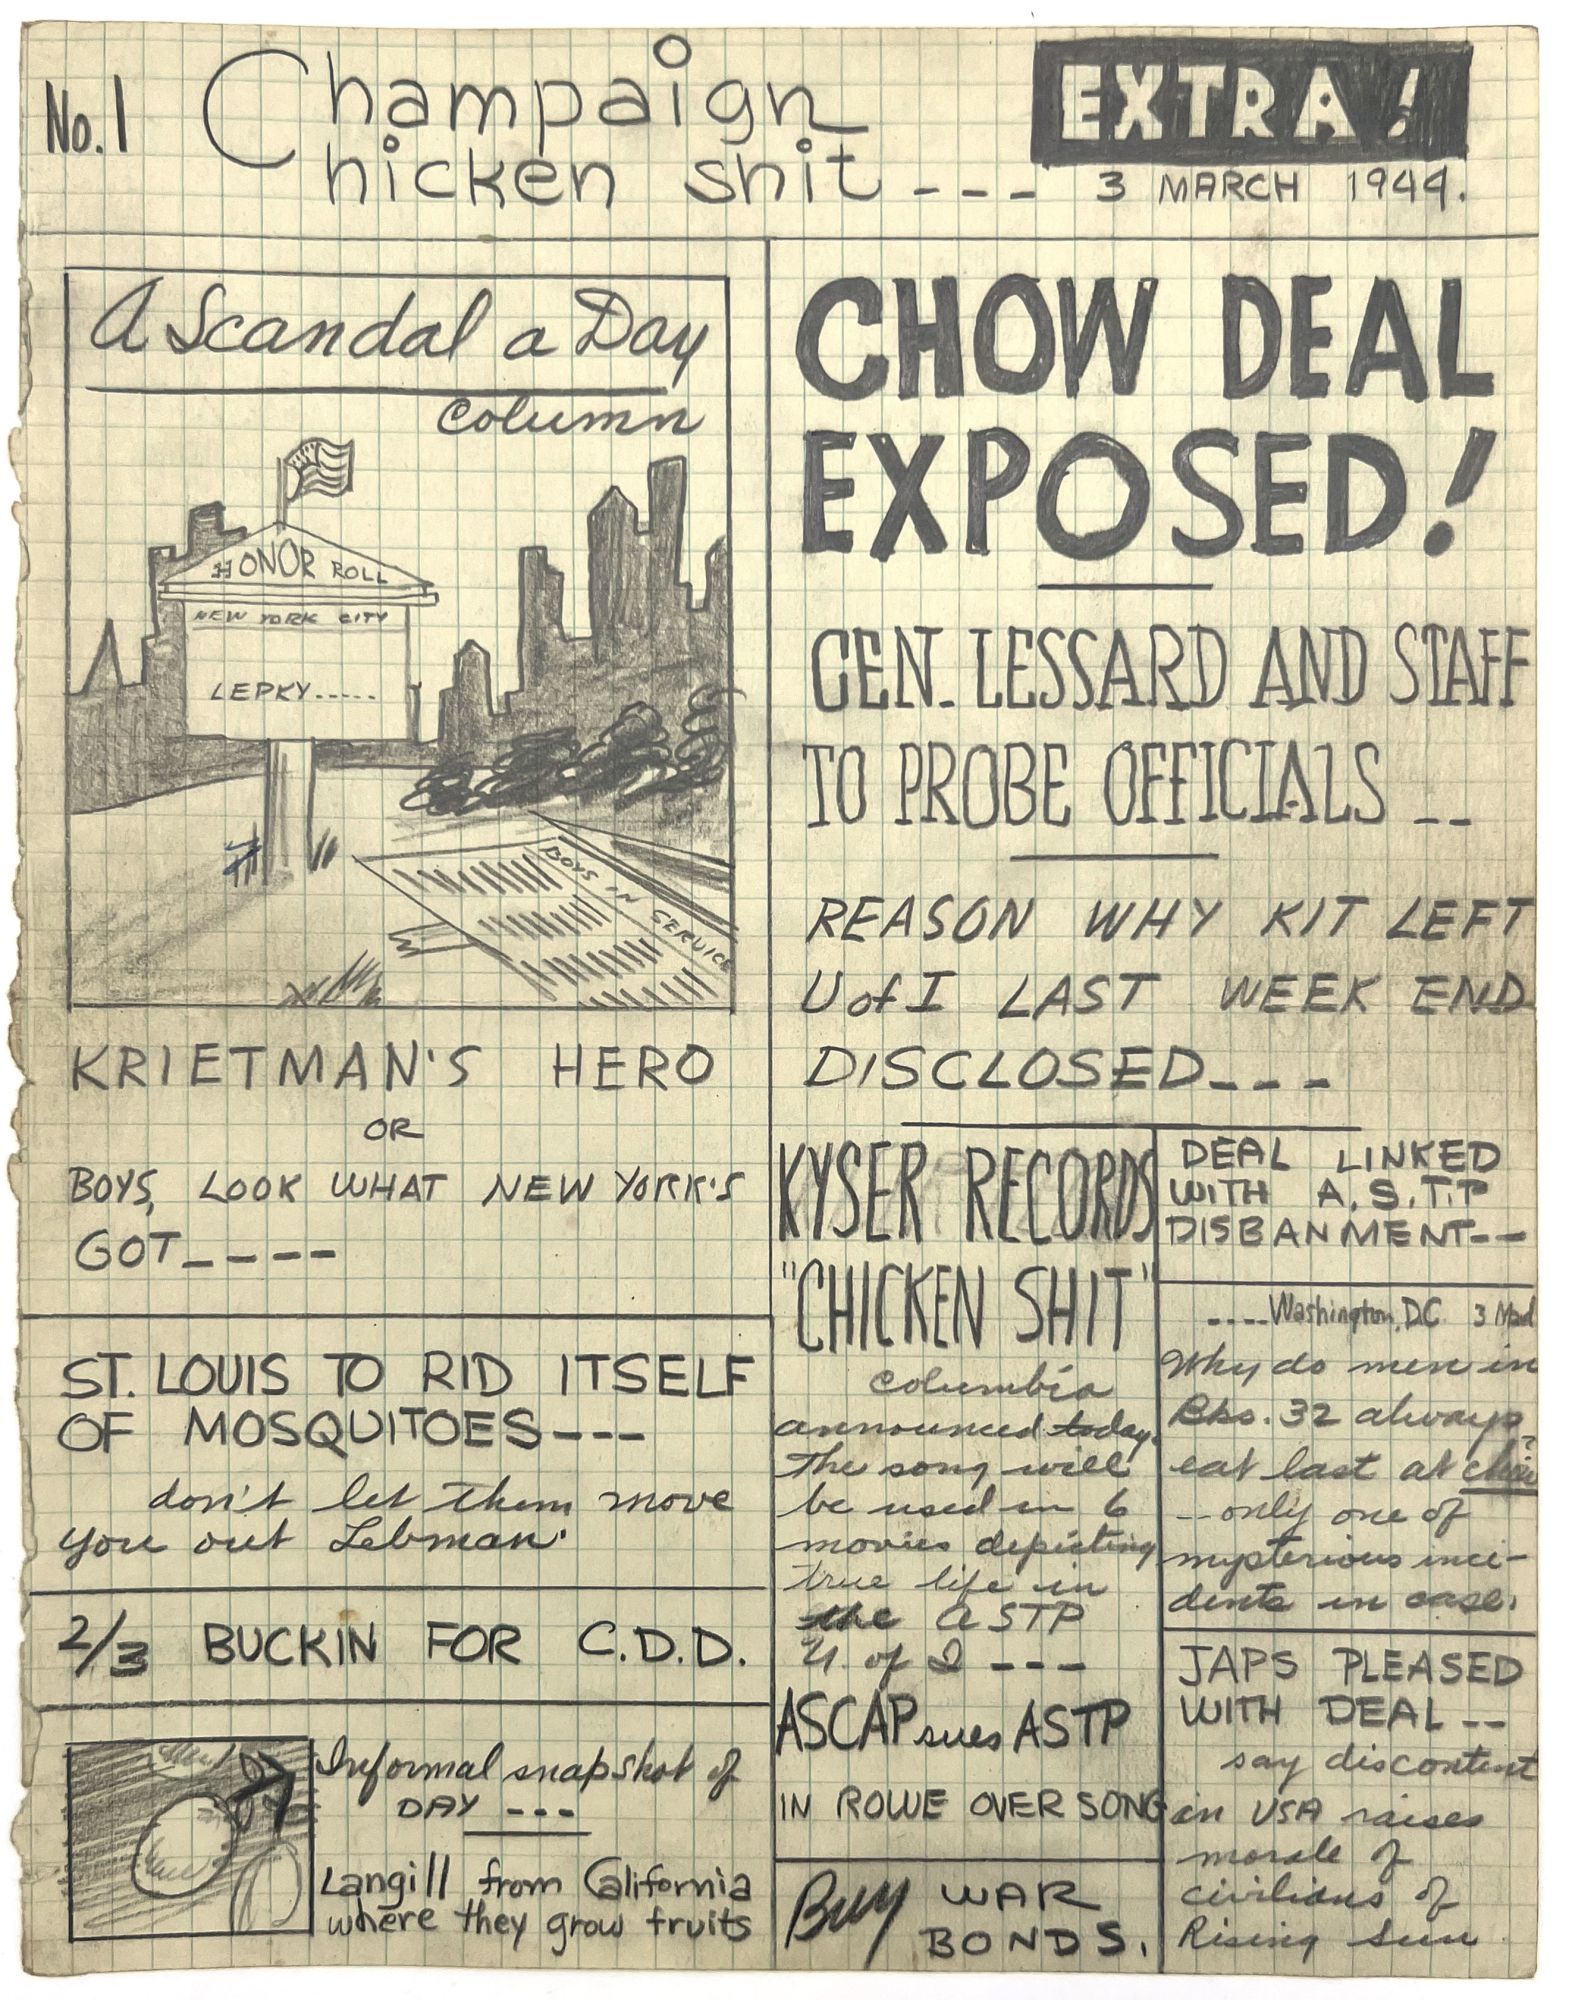 No. 1
Champaign
hicken shit ---
EXTRA!
3 MARCH 1944.
A Scandal a Day
column
HONOR ROLL
NEW YORK CITY
LEPKY.....
BOYS IN SERVICE
KRIETMAN'S HERO
OR
BOYS, LOOK WHAT NEW YORK'S
GOT----
ST. LOUIS TO RID ITSELF
OF MOSQUITOES---
don't let them move
you out Lebman.
2/3 BUCKIN FOR C.D.D.
Informal snapshot of
DAY ---
Langill from California
where they grow fruits
CHOW DEAL
EXPOSED!
GEN. LESSARD AND STAFF
TO PROBE OFFICIALS --
REASON WHY KIT LEFT
U of I LAST WEEK END
DISCLOSED---
KYSER RECORDS
"CHICKEN SHIT"
Columbia
announced today.
The song will
be used in 6
movies depicting
true life in
the ASTP
U. of I ---
ASCAP sues ASTP
IN ROWE OVER SONG
Buy WAR
BONDS.
DEAL LINKED
WITH A.S.T.P
DISBANMENT--
----Washington, D.C. 3
Why do men in
Bks. 32 always
eat last at chow?
--only one of
mysterious inci-
dents in case.
JAPS PLEASED
WITH DEAL --
say discontent
in USA raises
morale of
civilians of
Rising Sun